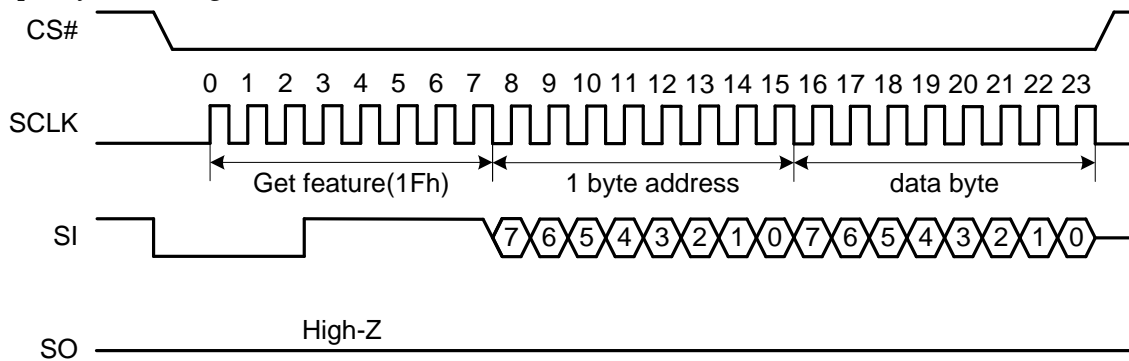 CS#
0 1 2 3 4 5 6 7 8 9 10 11 12 13 14 15 16 17 18 19 20 21 22 23
SCLK
Get feature(1Fh) 1 byte address data byte
SI 7 6 5 4 3 2 1 0 7 6 5 4 3 2 1 0
High-Z
SO